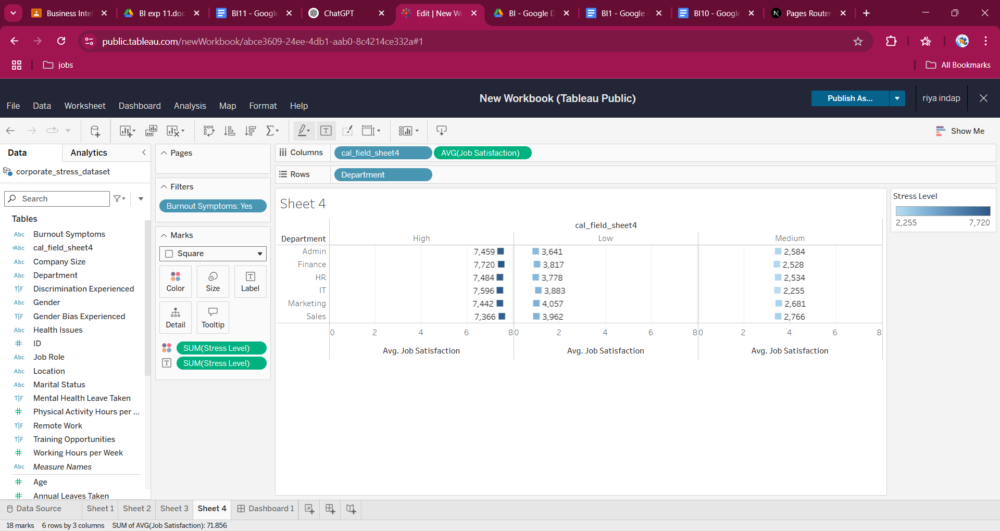 Business Inte
BI exp 11.doc
BI11 - Google
ChatGPT
Edit | New Wo
BI - Google D
BI1 - Google
BI10 - Google
Pages Router
public.tableau.com/newWorkbook/abce3609-24ee-4db1-aab0-8c4214ce332a#1
jobs
All Bookmarks
File Data Worksheet Dashboard Analysis Map Format Help
New Workbook (Tableau Public)
Publish As...
riya indap
Show Me
Data
Analytics
corporate_stress_dataset
Search
Tables
Abc Burnout Symptoms
=Abc cal_field_sheet4
Abc Company Size
Abc Department
T|F Discrimination Experienced
Abc Gender
T|F Gender Bias Experienced
Abc Health Issues
# ID
Abc Job Role
Abc Location
Abc Marital Status
T|F Mental Health Leave Taken
# Physical Activity Hours per ...
T|F Remote Work
T|F Training Opportunities
# Working Hours per Week
Abc Measure Names
# Age
# Annual Leaves Taken
Pages
Filters
Burnout Symptoms: Yes
Marks
Square
Color Size Label
Detail Tooltip
SUM(Stress Level)
T SUM(Stress Level)
Columns cal_field_sheet4 AVG(Job Satisfaction)
Rows Department
Sheet 4
cal_field_sheet4
Department High Low Medium
Admin 7,459 3,641 2,584
Finance 7,720 3,817 2,528
HR 7,484 3,778 2,534
IT 7,596 3,883 2,255
Marketing 7,442 4,057 2,681
Sales 7,366 3,962 2,766
0 2 4 6 8 0 2 4 6 8 0 2 4 6 8
Avg. Job Satisfaction Avg. Job Satisfaction Avg. Job Satisfaction
Stress Level
2,255 7,720
Data Source Sheet 1 Sheet 2 Sheet 3 Sheet 4 Dashboard 1
18 marks 6 rows by 3 columns SUM of AVG(Job Satisfaction): 71.856